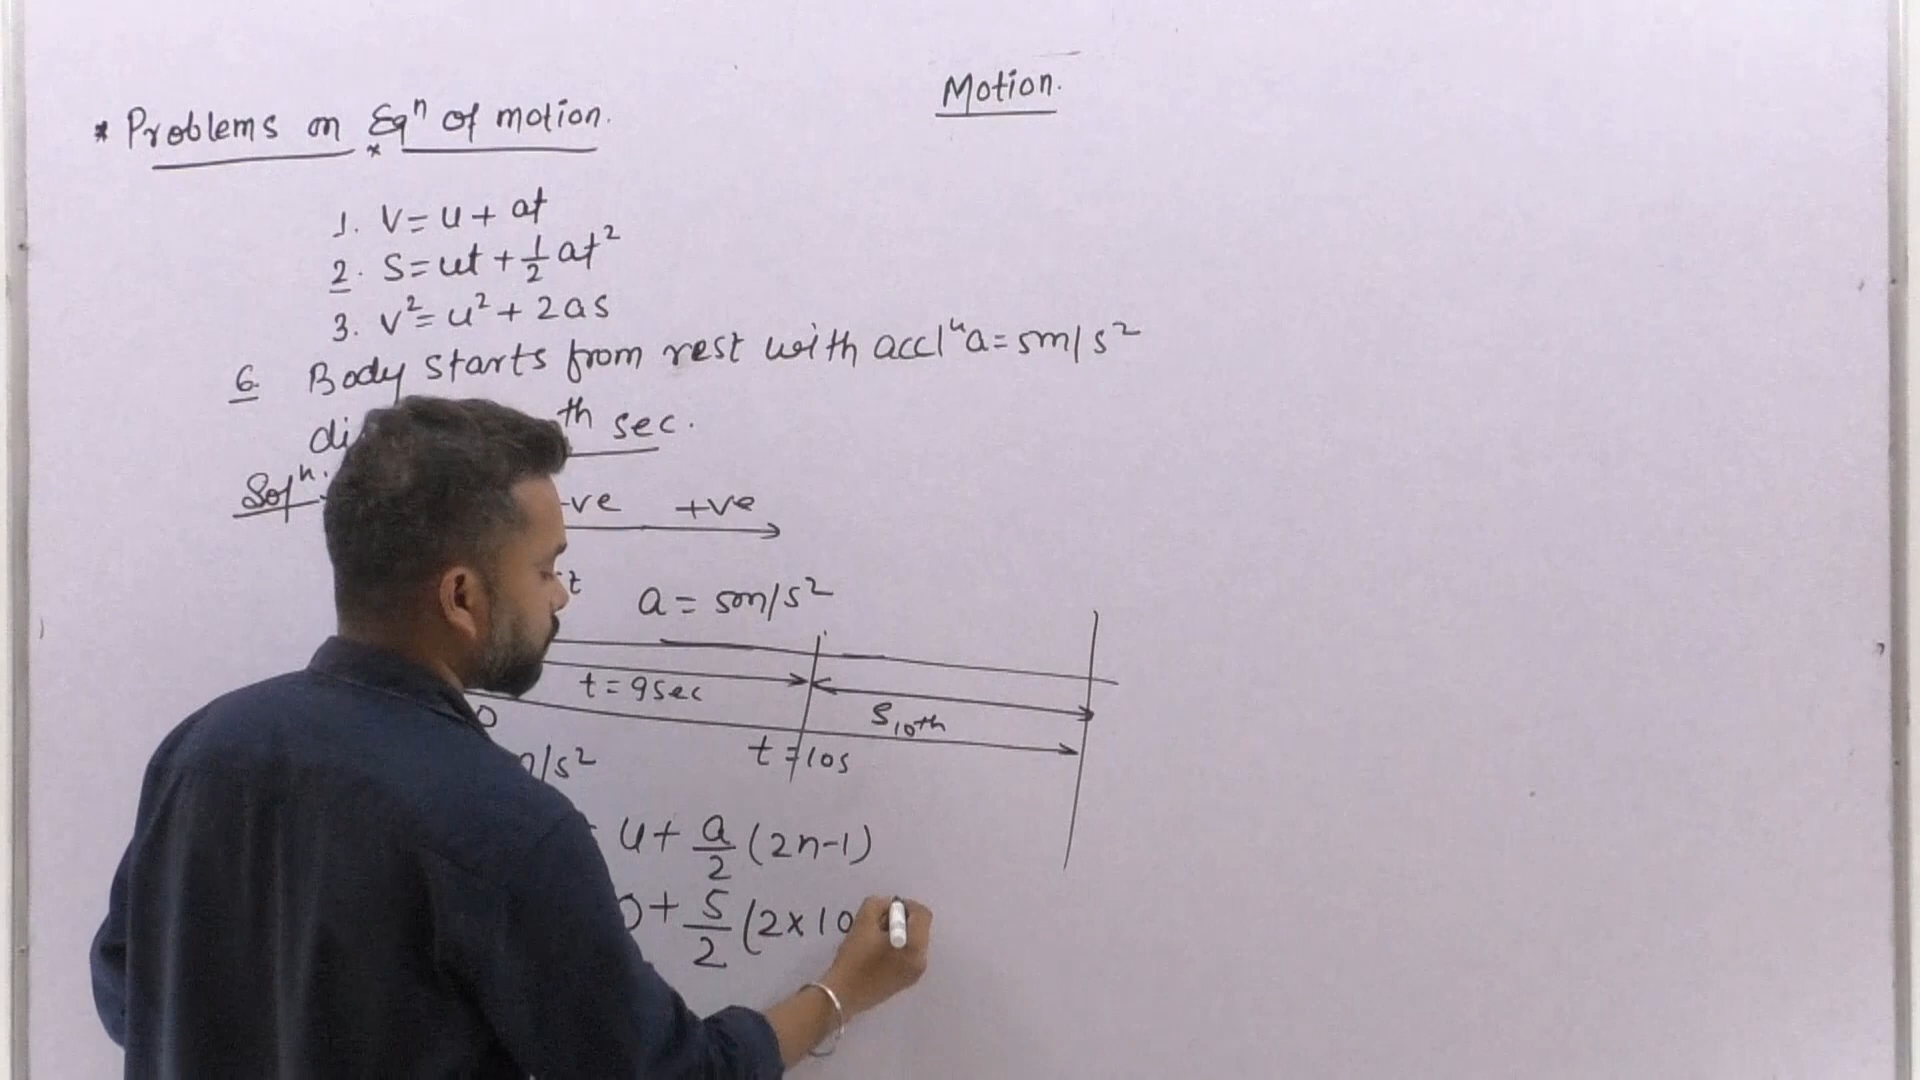 Motion.
* Problems on Eqⁿ of motion.
1. V = u + at
2. S = ut + 1/2 at²
3. v² = u² + 2as
6 Body starts from rest with acclⁿ a = 5m/s²
th sec.
Solⁿ.
-ve +ve
a = 5m/s²
t = 9sec
S10th
t = 10s
m/s²
u + a/2 (2n-1)
0 + 5/2 (2x10